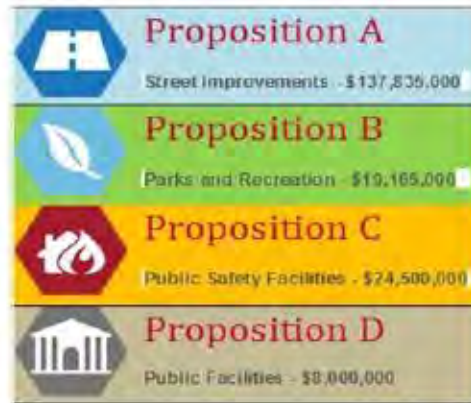 Proposition A
Street Improvements - $137,835,000
Proposition B
Parks and Recreation - $19,165,000
Proposition C
Public Safety Facilities - $24,500,000
Proposition D
Public Facilities - $8,000,000